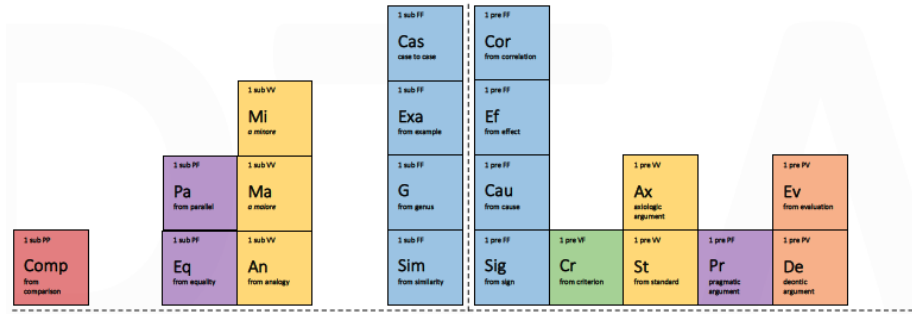 1 sub FF
Cas
case to case
1 pre FF
Cor
from correlation
1 sub VV
Mi
a minore
1 sub FF
Exa
from example
1 pre FF
Ef
from effect
1 sub PF
Pa
from parallel
1 sub VV
Ma
a maiore
1 sub FF
G
from genus
1 pre FF
Cau
from cause
1 pre VV
Ax
axiologic
argument
1 pre PV
Ev
from evaluation
1 sub PP
Comp
from
comparison
1 sub PF
Eq
from equality
1 sub VV
An
from analogy
1 sub FF
Sim
from similarity
1 pre FF
Sig
from sign
1 pre VF
Cr
from criterion
1 pre VV
St
from standard
1 pre PF
Pr
pragmatic
argument
1 pre PV
De
deontic
argument